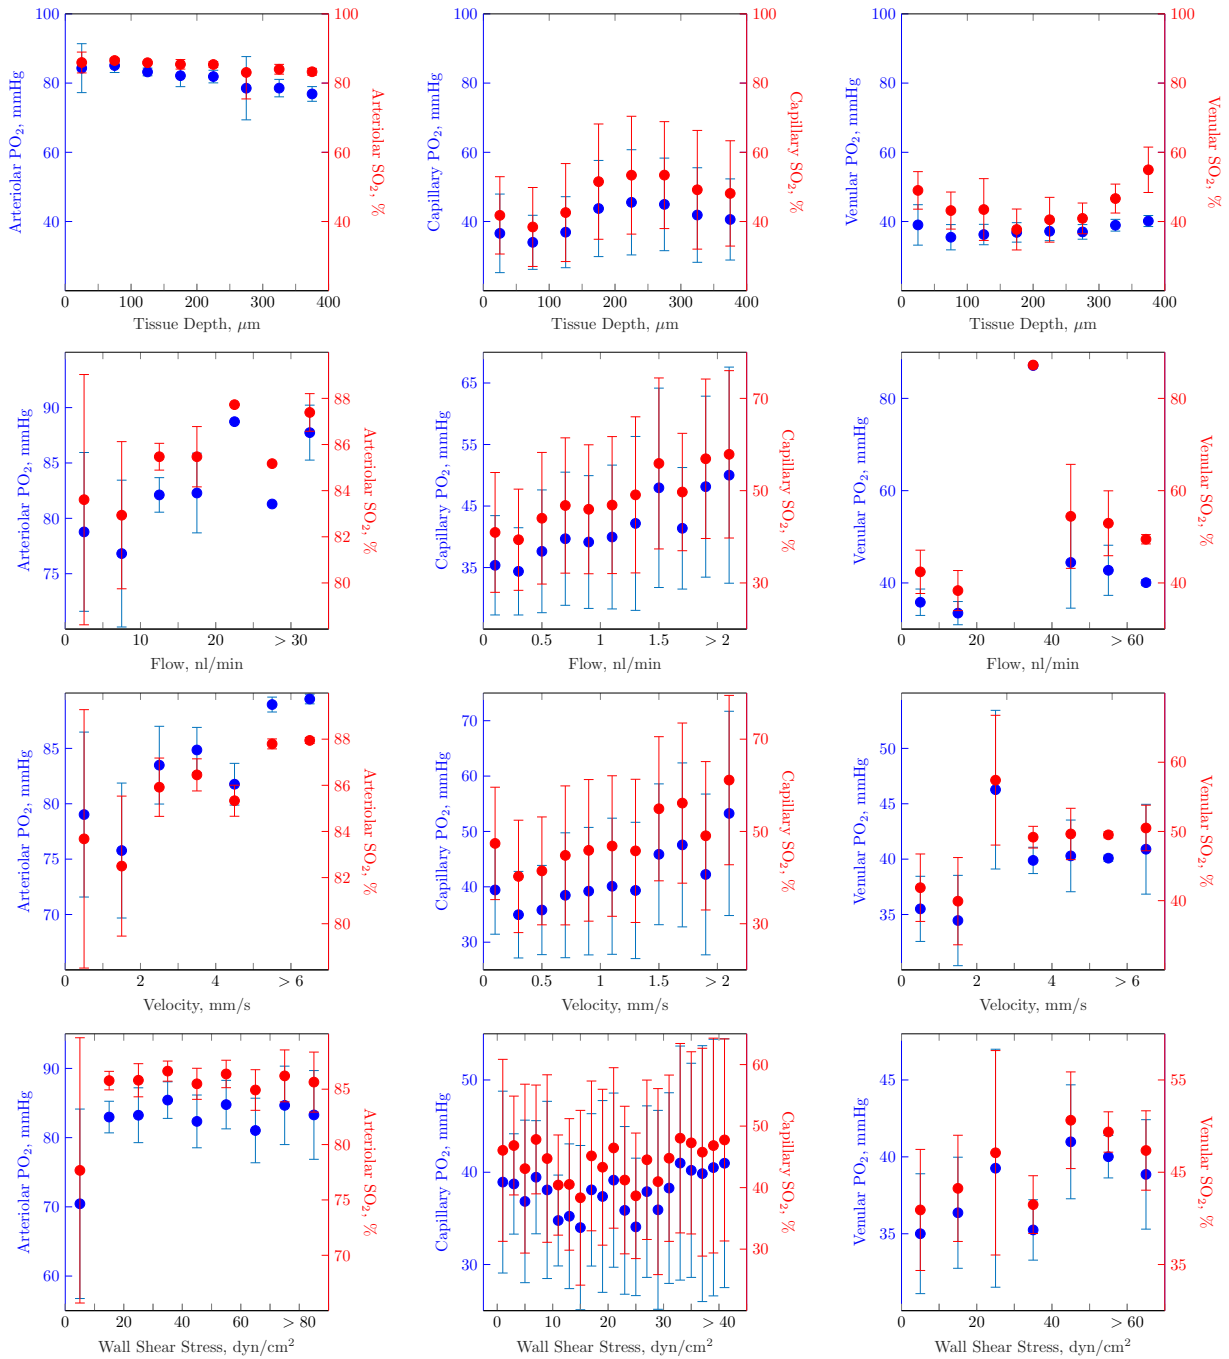 100 100 100 100 100 100
80 80 80 80 80 80
60 60 60 60 60 60
40 40 40 40 40 40
Arteriolar PO₂, mmHg
Arteriolar SO₂, %
Capillary PO₂, mmHg
Capillary SO₂, %
Venular PO₂, mmHg
Venular SO₂, %
0 100 200 300 400 0 100 200 300 400 0 100 200 300 400
Tissue Depth, μm Tissue Depth, μm Tissue Depth, μm
90 88 65 70 80 80
85 86 55 50 60 60
80 84 45 30 40 40
75 82 35
80
Arteriolar PO₂, mmHg
Arteriolar SO₂, %
Capillary PO₂, mmHg
Capillary SO₂, %
Venular PO₂, mmHg
Venular SO₂, %
0 10 20 > 30 0 0.5 1 1.5 > 2 0 20 40 > 60
Flow, nl/min Flow, nl/min Flow, nl/min
85 88 70 70 50 60
80 86 60 50 45 50
75 84 50 30 40 40
70 82 40 35
80 30
Arteriolar PO₂, mmHg
Arteriolar SO₂, %
Capillary PO₂, mmHg
Capillary SO₂, %
Venular PO₂, mmHg
Venular SO₂, %
0 2 4 > 6 0 0.5 1 1.5 > 2 0 2 4 > 6
Velocity, mm/s Velocity, mm/s Velocity, mm/s
90 85 50 60 45 55
80 80 40 50 40 45
70 75 30 40 35 35
60 70 30
Arteriolar PO₂, mmHg
Arteriolar SO₂, %
Capillary PO₂, mmHg
Capillary SO₂, %
Venular PO₂, mmHg
Venular SO₂, %
0 20 40 60 > 80 0 10 20 30 > 40 0 20 40 > 60
Wall Shear Stress, dyn/cm² Wall Shear Stress, dyn/cm² Wall Shear Stress, dyn/cm²